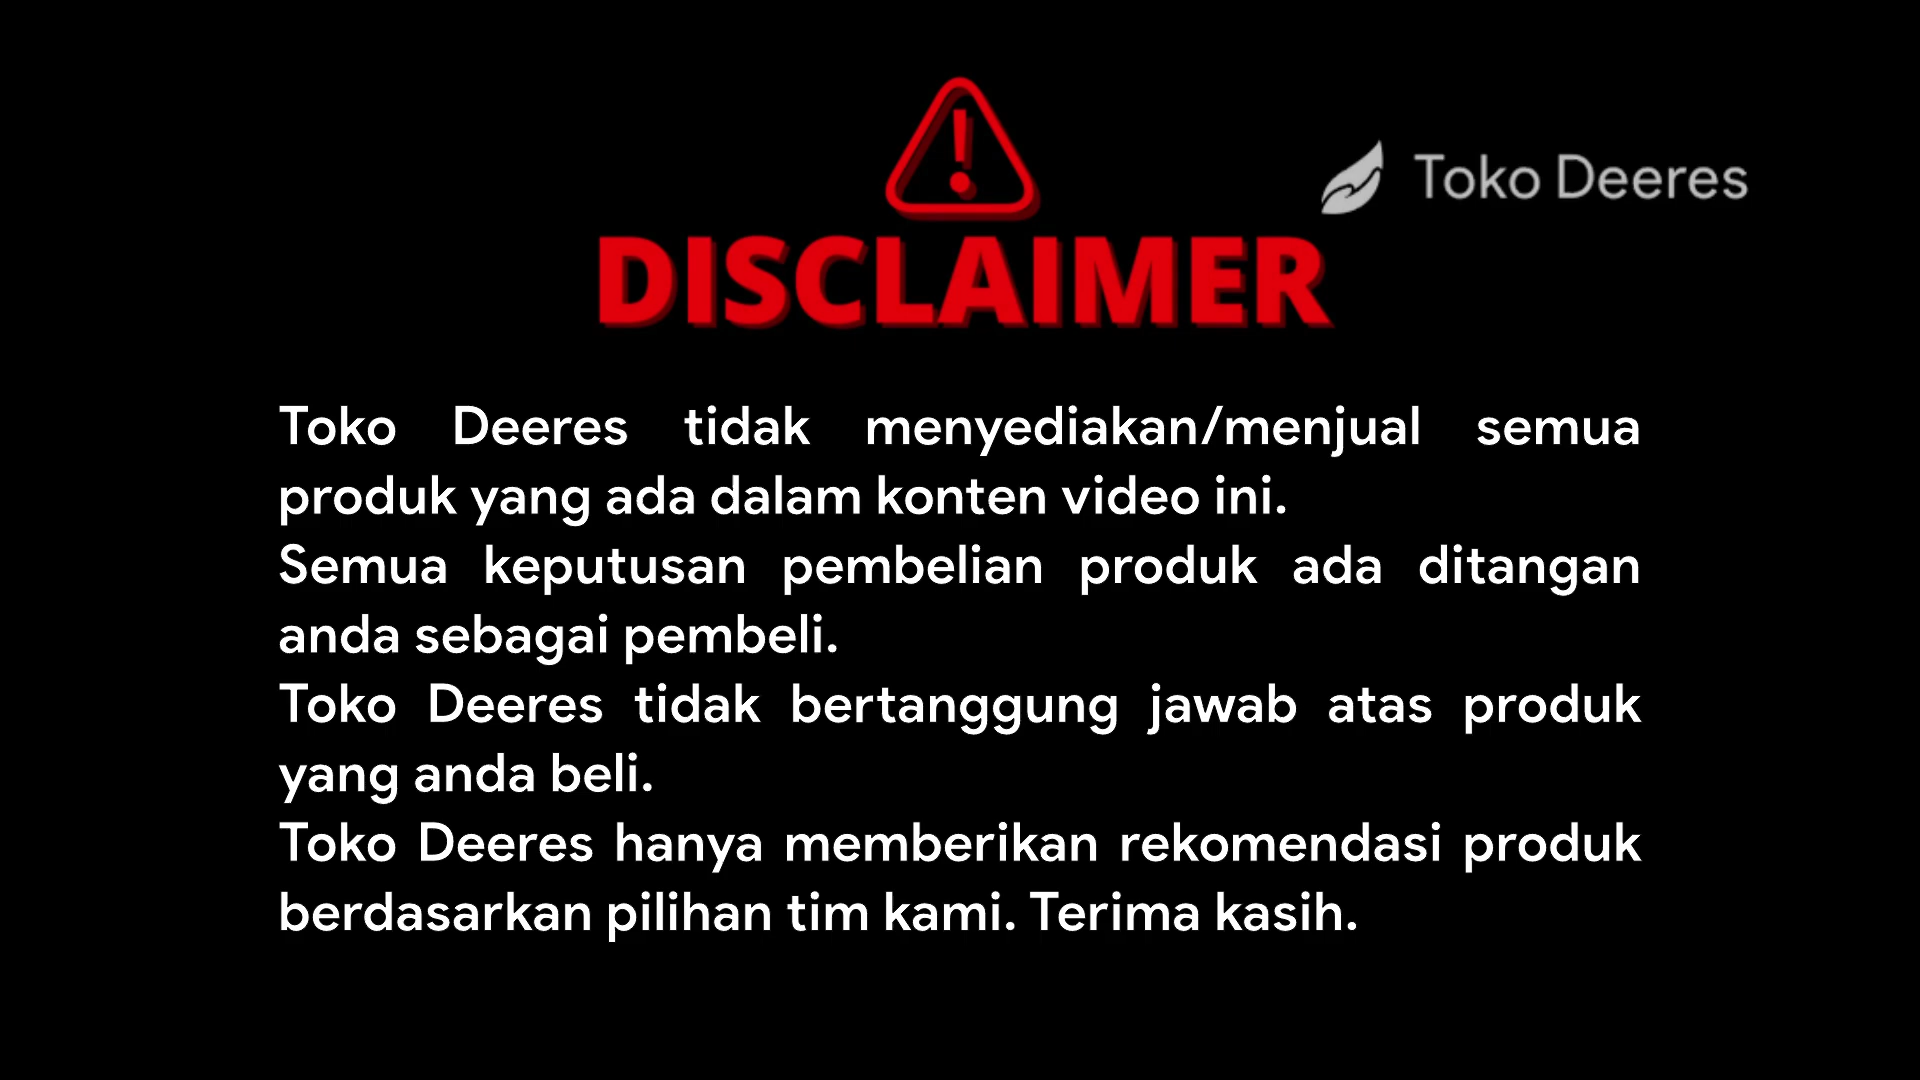 Toko Deeres
DISCLAIMER
Toko Deeres tidak menyediakan/menjual semua
produk yang ada dalam konten video ini.
Semua keputusan pembelian produk ada ditangan
anda sebagai pembeli.
Toko Deeres tidak bertanggung jawab atas produk
yang anda beli.
Toko Deeres hanya memberikan rekomendasi produk
berdasarkan pilihan tim kami. Terima kasih.